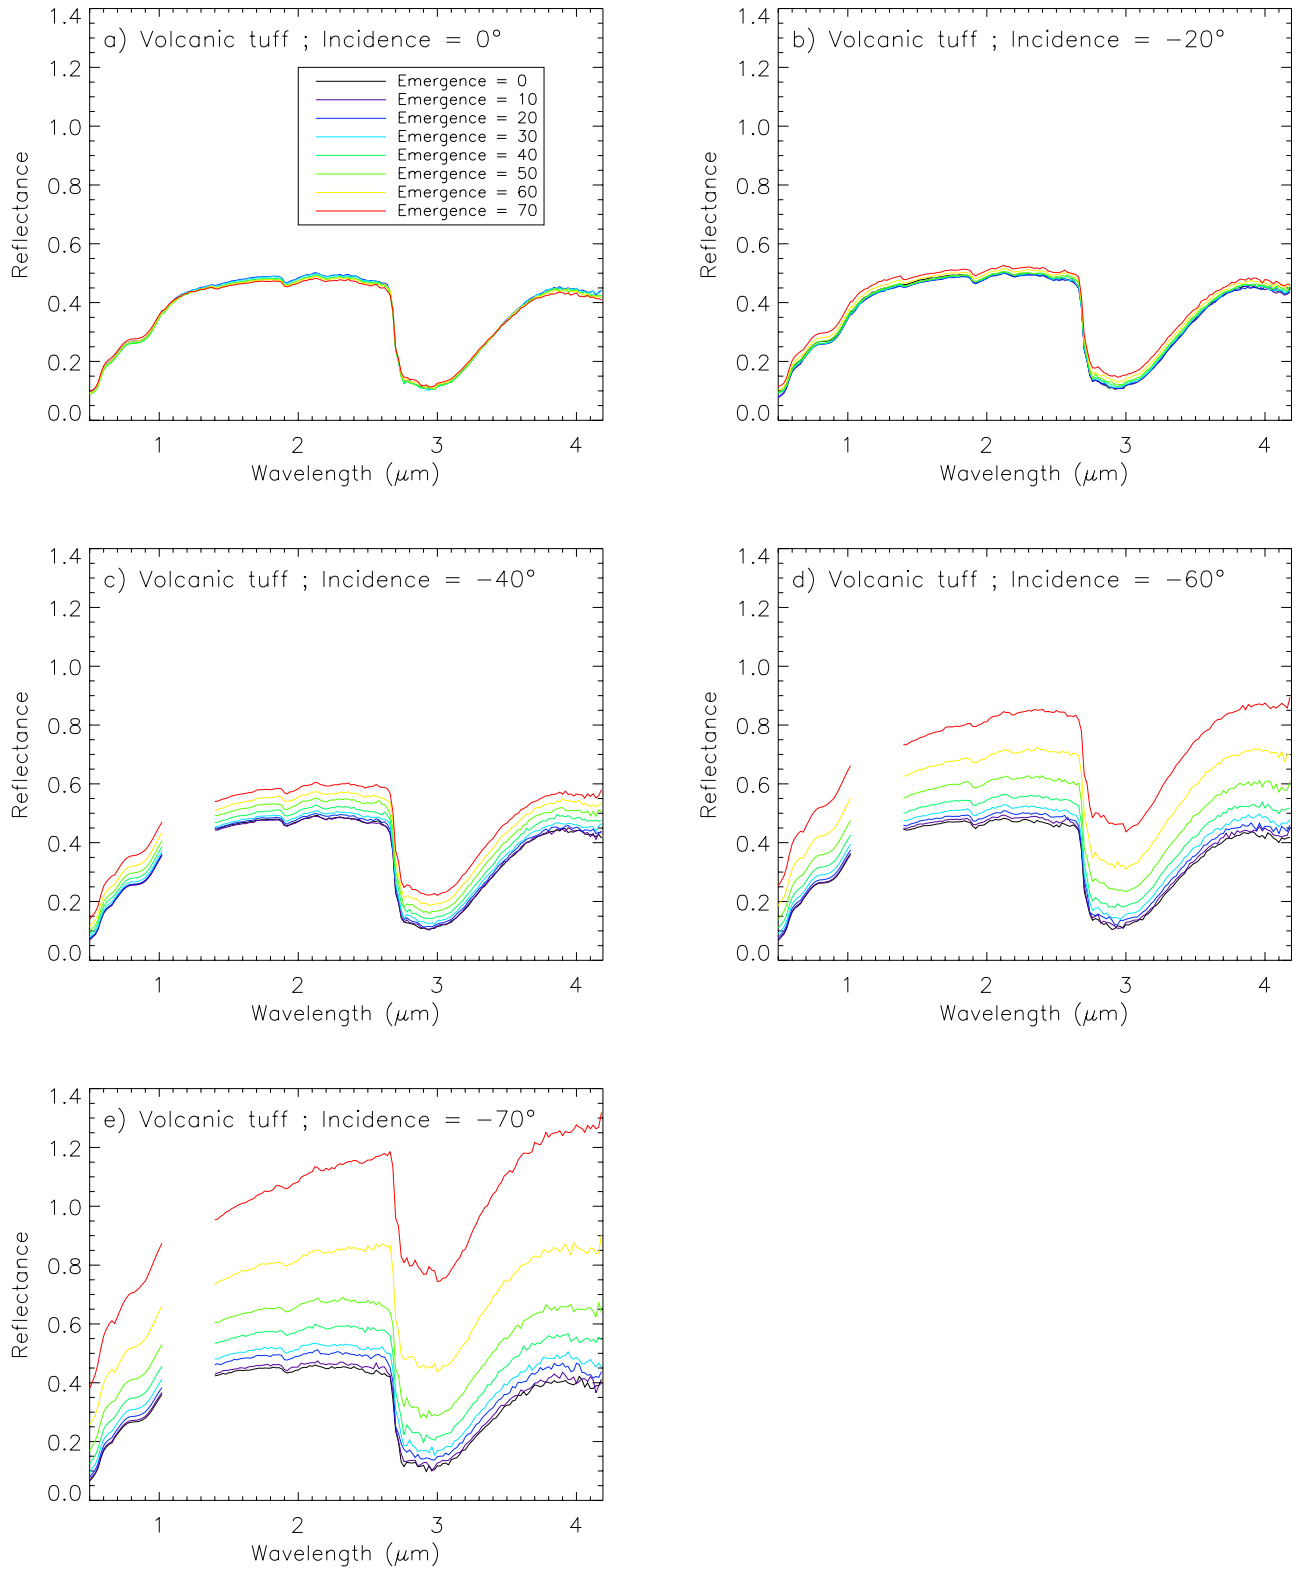 a) Volcanic tuff ; Incidence = 0°
Emergence = 0
Emergence = 10
Emergence = 20
Emergence = 30
Emergence = 40
Emergence = 50
Emergence = 60
Emergence = 70
1.4
1.2
1.0
0.8
0.6
0.4
0.2
0.0
Reflectance
1 2 3 4
Wavelength (μm)
b) Volcanic tuff ; Incidence = −20°
1.4
1.2
1.0
0.8
0.6
0.4
0.2
0.0
Reflectance
1 2 3 4
Wavelength (μm)
c) Volcanic tuff ; Incidence = −40°
1.4
1.2
1.0
0.8
0.6
0.4
0.2
0.0
Reflectance
1 2 3 4
Wavelength (μm)
d) Volcanic tuff ; Incidence = −60°
1.4
1.2
1.0
0.8
0.6
0.4
0.2
0.0
Reflectance
1 2 3 4
Wavelength (μm)
e) Volcanic tuff ; Incidence = −70°
1.4
1.2
1.0
0.8
0.6
0.4
0.2
0.0
Reflectance
1 2 3 4
Wavelength (μm)